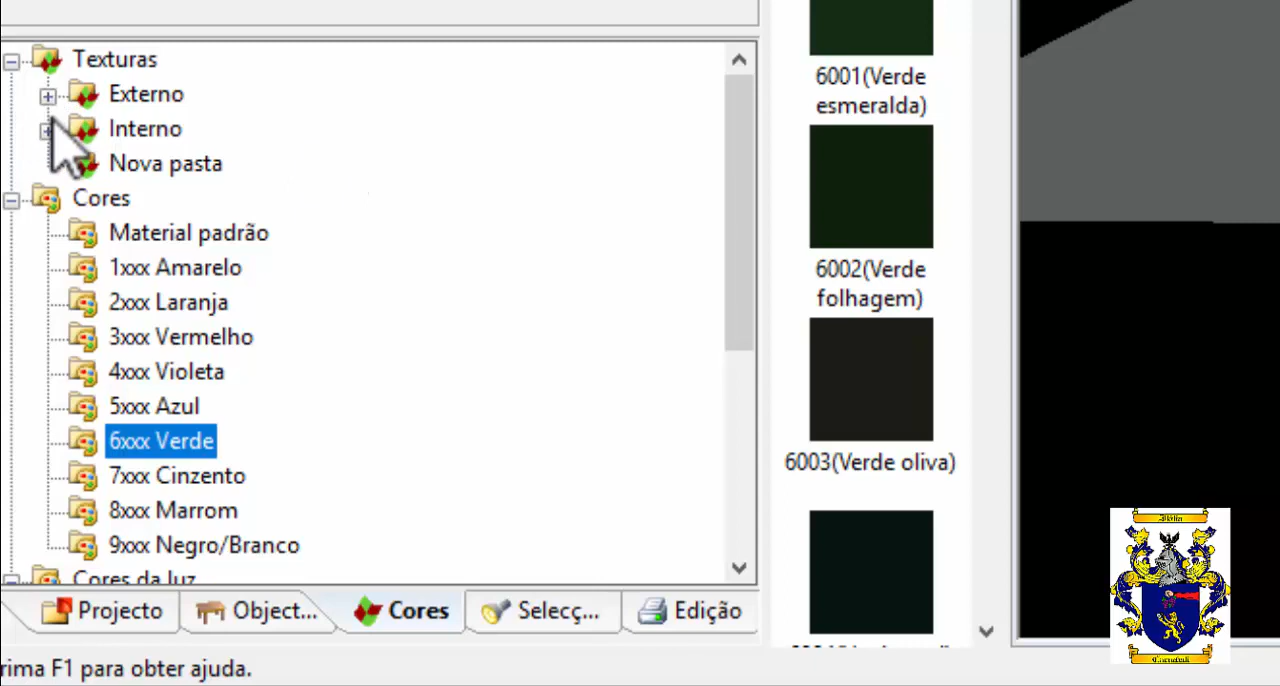 Texturas
Externo
Interno
Nova pasta
Cores
Material padrão
1xxx Amarelo
2xxx Laranja
3xxx Vermelho
4xxx Violeta
5xxx Azul
6xxx Verde
7xxx Cinzento
8xxx Marrom
9xxx Negro/Branco
Cores da luz
6001(Verde
esmeralda)
6002(Verde
folhagem)
6003(Verde oliva)
Projecto
Object...
Cores
Selecç...
Edição
rima F1 para obter ajuda.